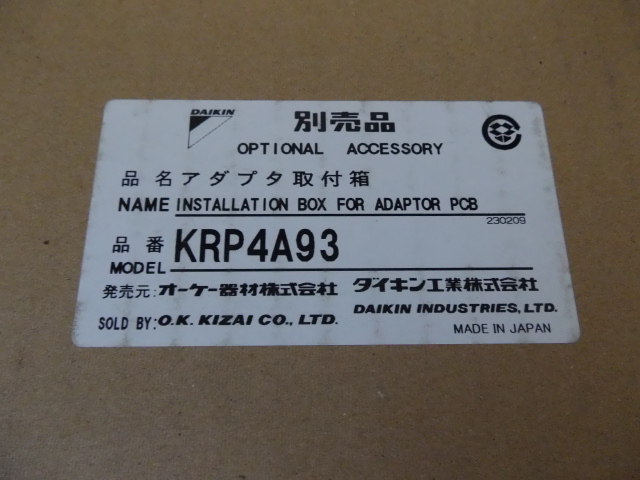 DAIKIN
別売品
OPTIONAL ACCESSORY
品名 アダプタ取付箱
NAME INSTALLATION BOX FOR ADAPTOR PCB
230209
品番
MODEL KRP4A93
発売元: オーケー器材株式会社 ダイキン工業株式会社
SOLD BY: O.K. KIZAI CO., LTD. DAIKIN INDUSTRIES, LTD.
MADE IN JAPAN